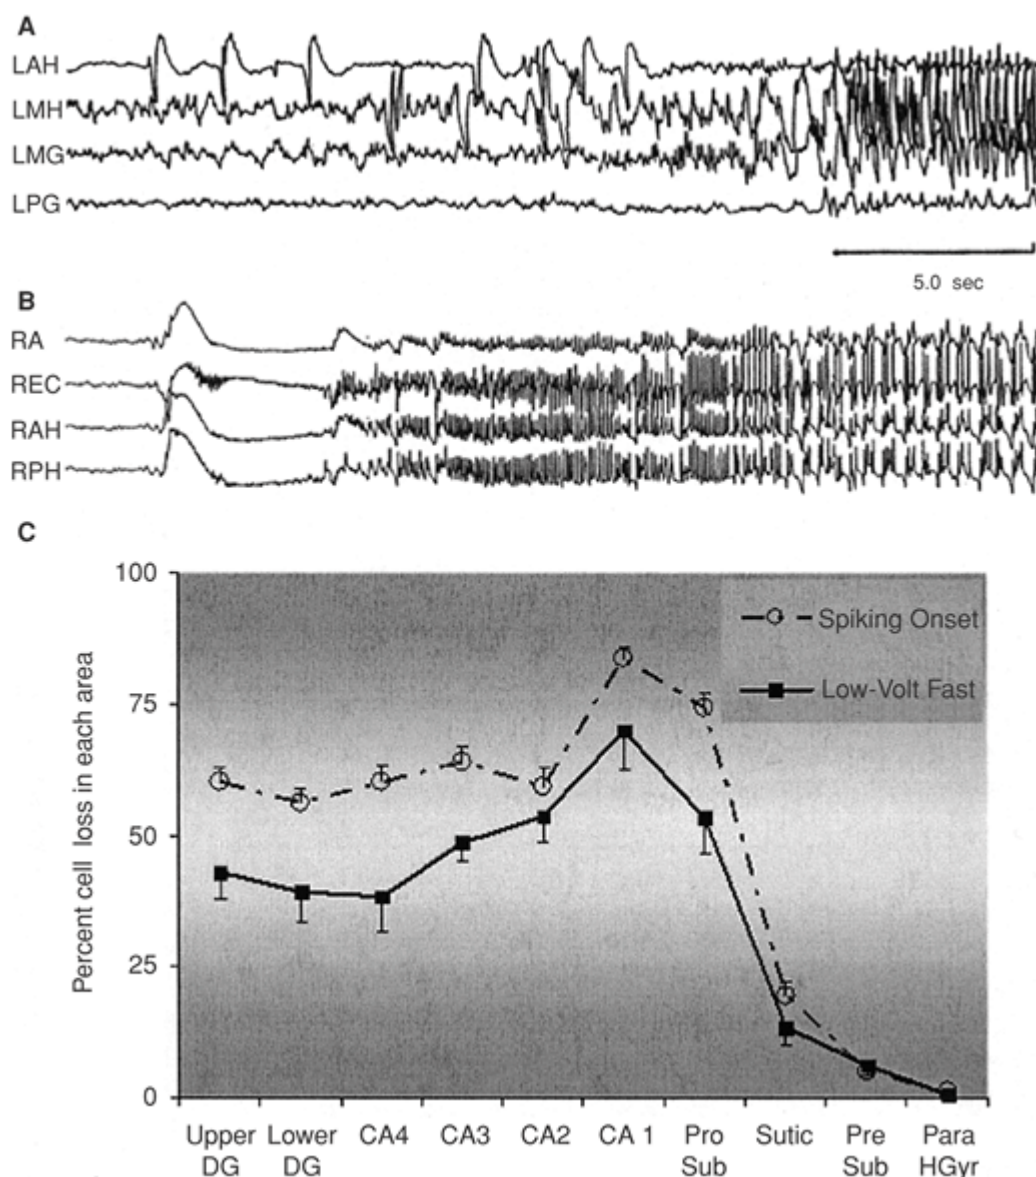 A
LAH
LMH
LMG
LPG
5.0 sec
B
RA
REC
RAH
RPH
C
100
75
50
25
0
Percent cell loss in each area
Spiking Onset
Low-Volt Fast
Upper DG
Lower DG
CA4
CA3
CA2
CA 1
Pro Sub
Sutic
Pre Sub
Para HGyr